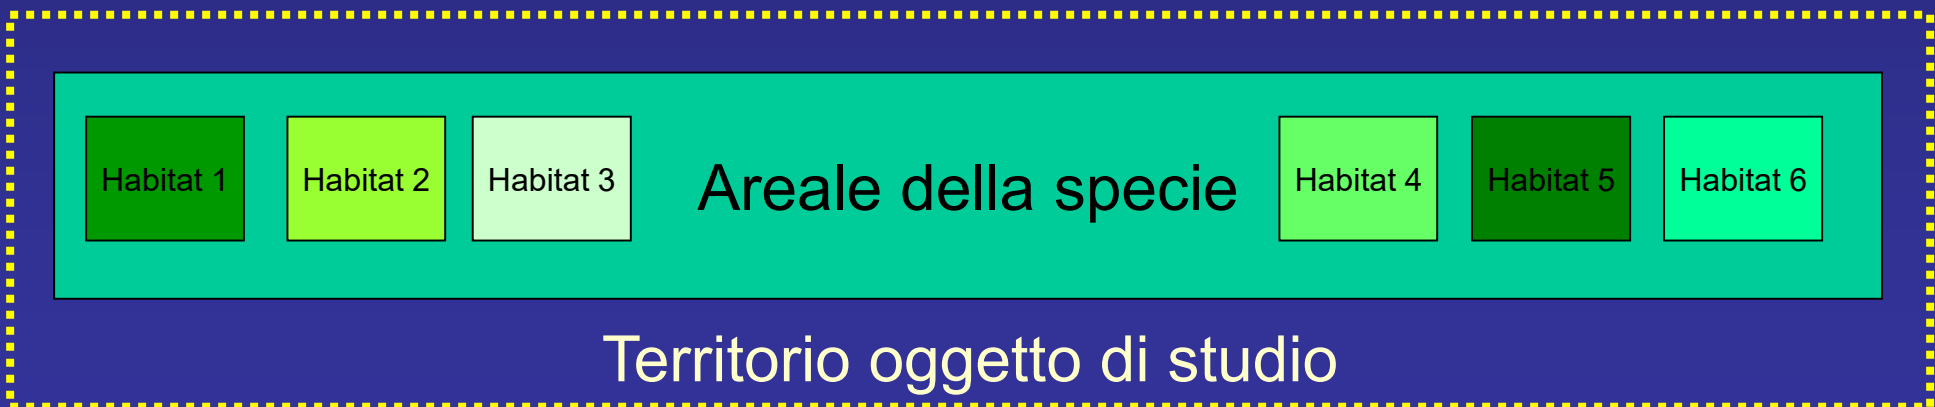 Habitat 1
Habitat 2
Habitat 3
Areale della specie
Habitat 4
Habitat 5
Habitat 6
Territorio oggetto di studio